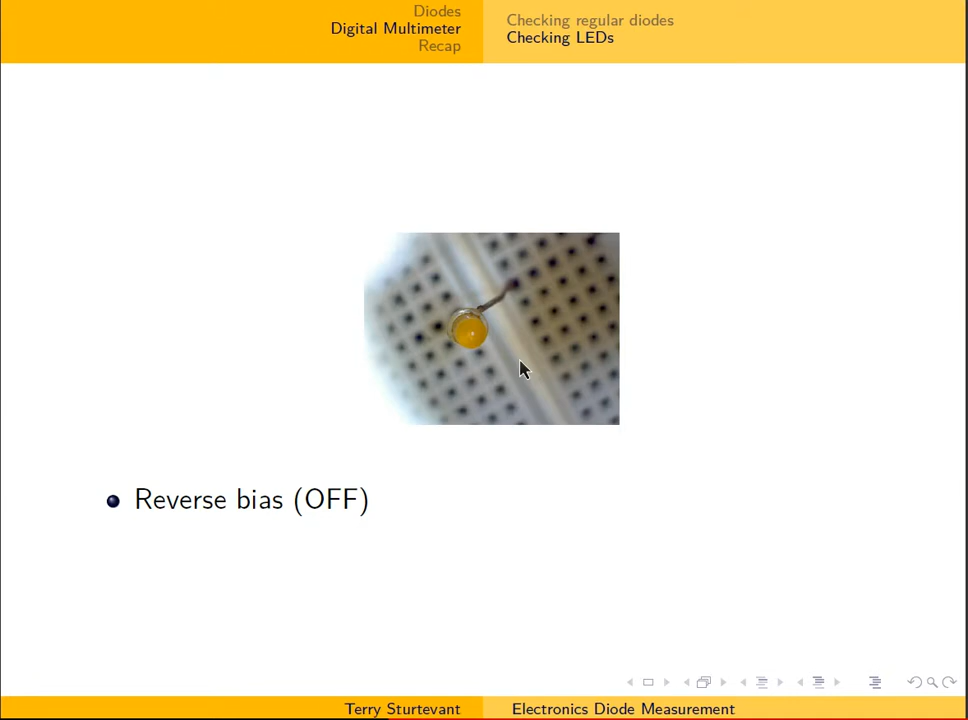 Diodes
Digital Multimeter
Recap
Checking regular diodes
Checking LEDs
Reverse bias (OFF)
Terry Sturtevant
Electronics Diode Measurement